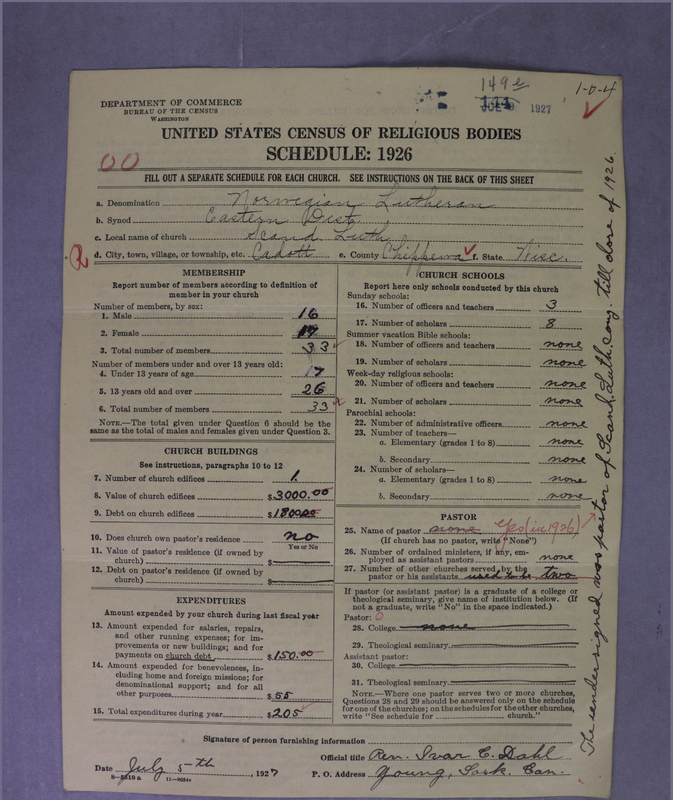 149e
1-0-4
144
JUL 9 1927
DEPARTMENT OF COMMERCE
BUREAU OF THE CENSUS
WASHINGTON
UNITED STATES CENSUS OF RELIGIOUS BODIES
SCHEDULE: 1926
00
FILL OUT A SEPARATE SCHEDULE FOR EACH CHURCH. SEE INSTRUCTIONS ON THE BACK OF THIS SHEET
a. Denomination Norwegian Lutheran
b. Synod Eastern Dist.
c. Local name of church Scand. Luth.
d. City, town, village, or township, etc. Cadott e. County Chippewa f. State Wisc.
MEMBERSHIP
Report number of members according to definition of
member in your church
Number of members, by sex:
1. Male 16
2. Female 17
3. Total number of members 33
Number of members under and over 13 years old:
4. Under 13 years of age 7
5. 13 years old and over 26
6. Total number of members 33
NOTE.—The total given under Question 6 should be
the same as the total of males and females given under Question 3.
CHURCH BUILDINGS
See instructions, paragraphs 10 to 12
7. Number of church edifices 1.
8. Value of church edifices $3000.00
9. Debt on church edifices $
10. Does church own pastor's residence no
Yes or No
11. Value of pastor's residence (if owned by
church) $
12. Debt on pastor's residence (if owned by
church) $
EXPENDITURES
Amount expended by your church during last fiscal year
13. Amount expended for salaries, repairs,
and other running expenses; for im-
provements or new buildings; and for
payments on church debt $150.00
14. Amount expended for benevolences, in-
cluding home and foreign missions; for
denominational support; and for all
other purposes $55
15. Total expenditures during year $205
CHURCH SCHOOLS
Report here only schools conducted by this church
Sunday schools:
16. Number of officers and teachers 3
17. Number of scholars 8
Summer vacation Bible schools:
18. Number of officers and teachers none
19. Number of scholars none
Week-day religious schools:
20. Number of officers and teachers none
21. Number of scholars none
Parochial schools:
22. Number of administrative officers none
23. Number of teachers—
a. Elementary (grades 1 to 8) none
b. Secondary none
24. Number of scholars—
a. Elementary (grades 1 to 8) none
b. Secondary none
PASTOR
25. Name of pastor none yes (in 1926)
(If church has no pastor, write "None")
26. Number of ordained ministers, if any, em-
ployed as assistant pastors none
27. Number of other churches served by the
pastor or his assistants used to be two
If pastor (or assistant pastor) is a graduate of a college or
theological seminary, give name of institution below. (If
not a graduate, write "No" in the space indicated.)
Pastor: 0
28. College none
29. Theological seminary
Assistant pastor:
30. College
31. Theological seminary
NOTE.—Where one pastor serves two or more churches,
Questions 28 and 29 should be answered only on the schedule
for one of the churches; on the schedules for the other churches,
write "See schedule for church."
The undersigned was pastor of Scand. Luth. cong. till close of 1926.
Signature of person furnishing information
Official title Rev. Ivar C. Dahl
Date July 5-th, 1927 P. O. Address Young, Sask. Can.